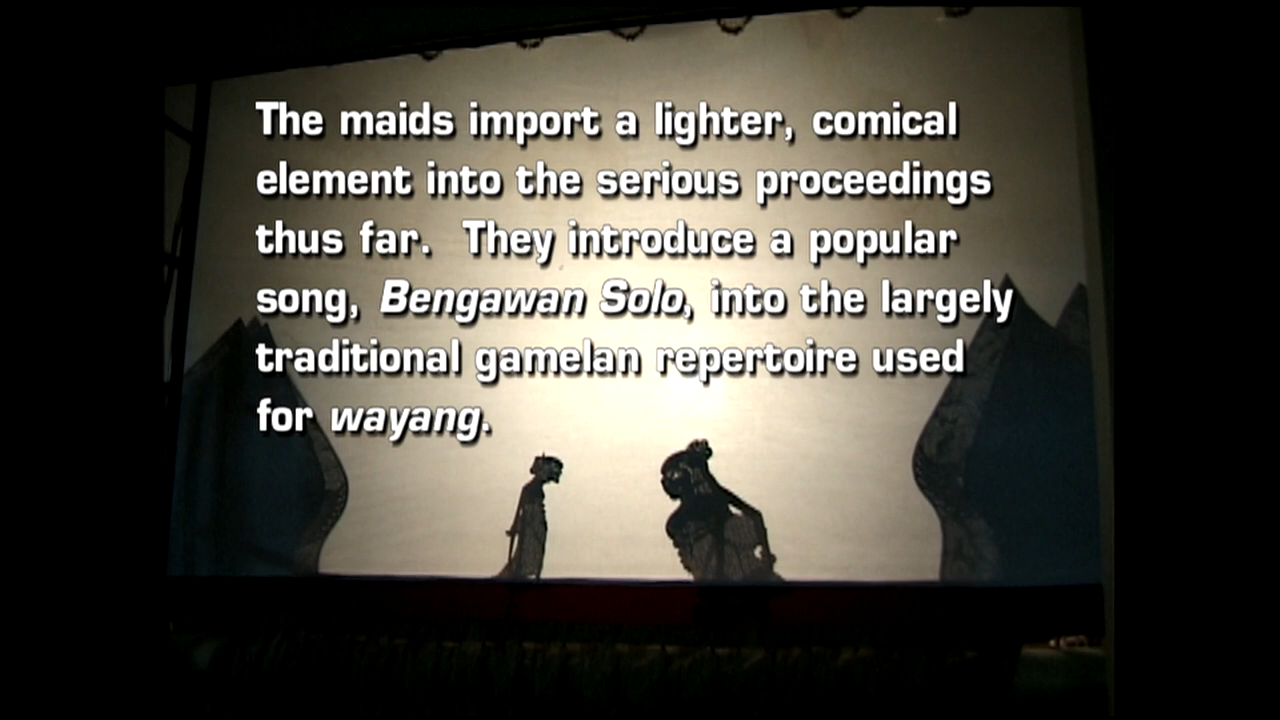 The maids import a lighter, comical
element into the serious proceedings
thus far.  They introduce a popular
song, Bengawan Solo, into the largely
traditional gamelan repertoire used
for wayang.